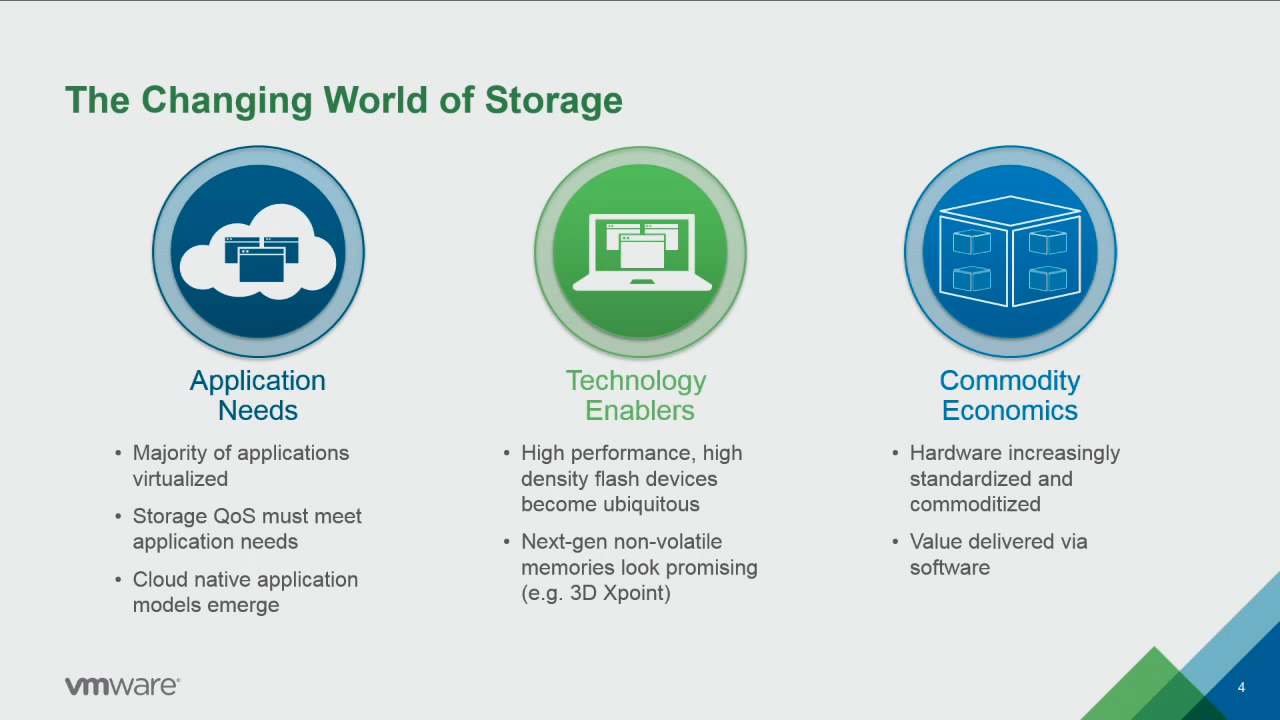 The Changing World of Storage
Application
Needs
• Majority of applications
virtualized
• Storage QoS must meet
application needs
• Cloud native application
models emerge
Technology
Enablers
• High performance, high
density flash devices
become ubiquitous
• Next-gen non-volatile
memories look promising
(e.g. 3D Xpoint)
Commodity
Economics
• Hardware increasingly
standardized and
commoditized
• Value delivered via
software
vmware®
4